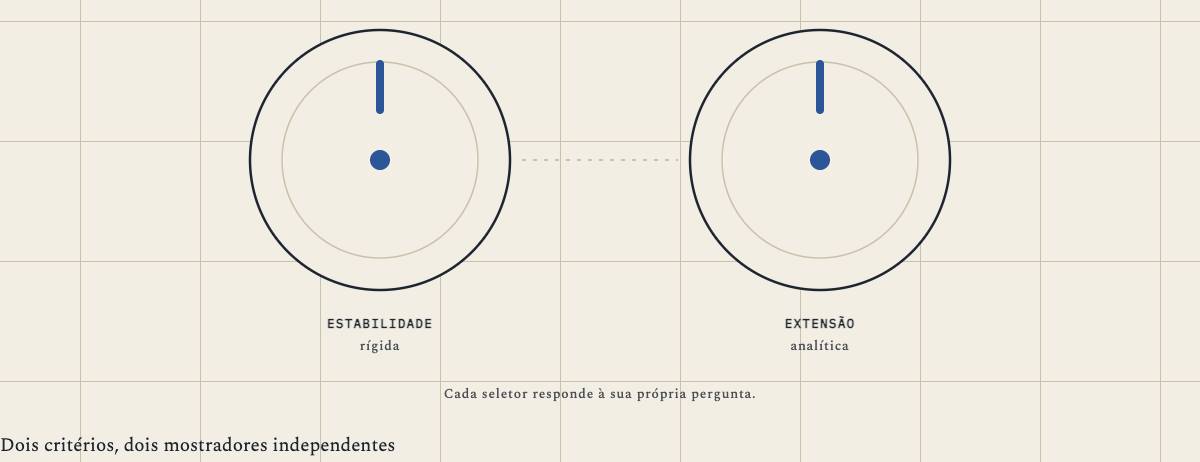 ESTABILIDADE
rígida
EXTENSÃO
analítica
Cada seletor responde à sua própria pergunta.
Dois critérios, dois mostradores independentes